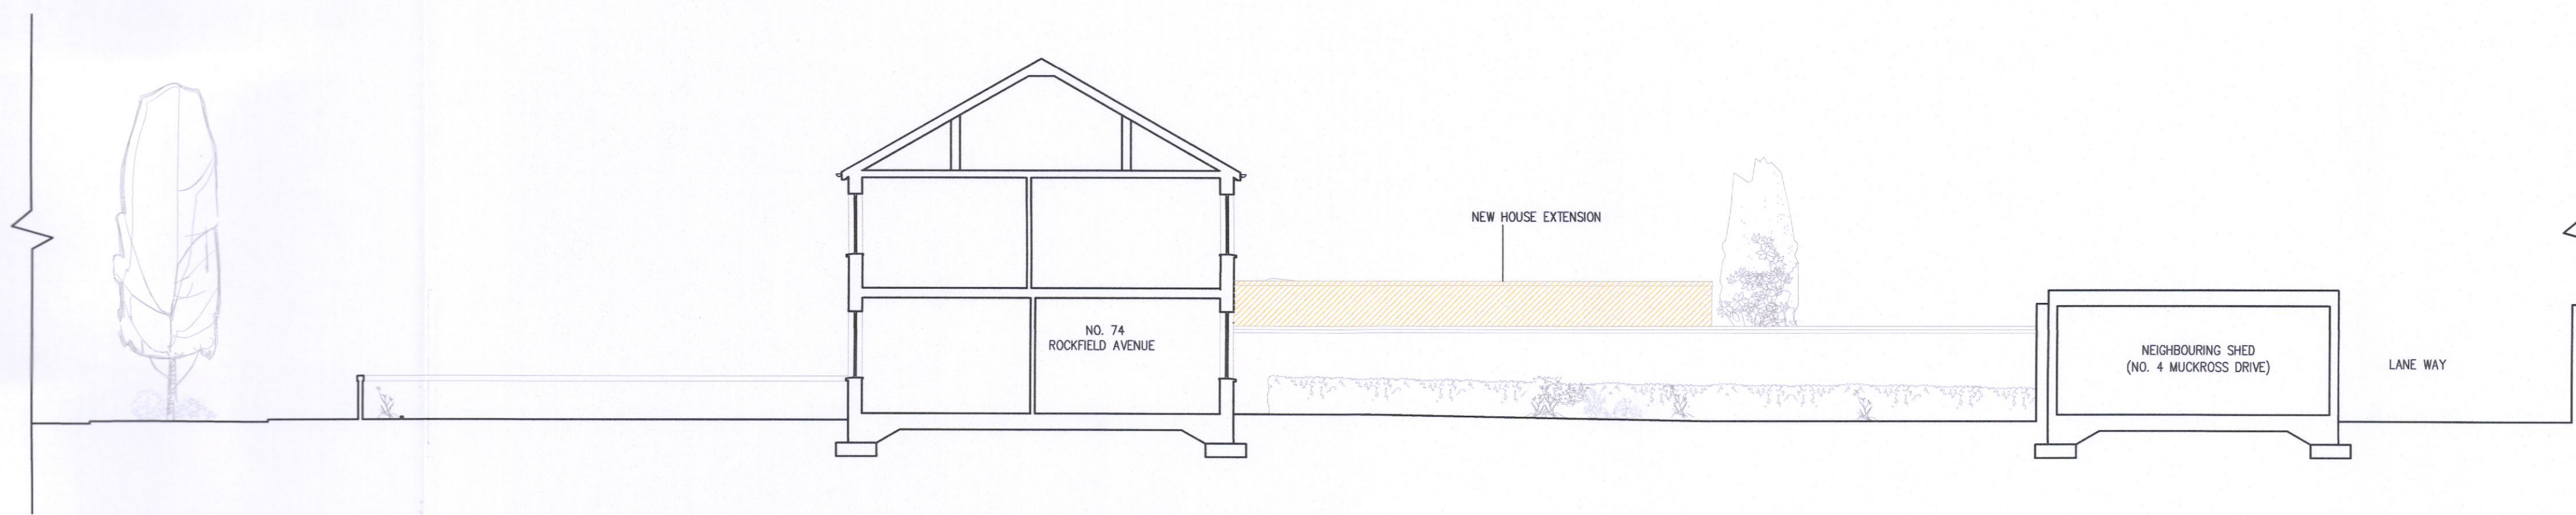 NEW HOUSE EXTENSION
NO. 74
ROCKFIELD AVENUE
NEIGHBOURING SHED
(NO. 4 MUCKROSS DRIVE)
LANE WAY